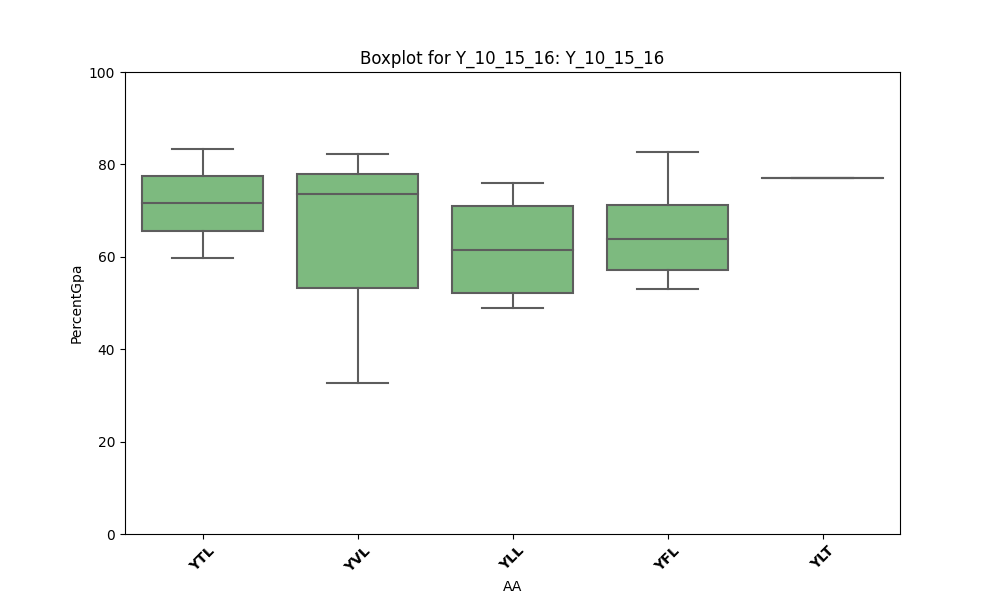 Boxplot for Y_10_15_16: Y_10_15_16
100
80
60
40
20
0
PercentGpa
YTL
YVL
YLL
YFL
YLT
AA